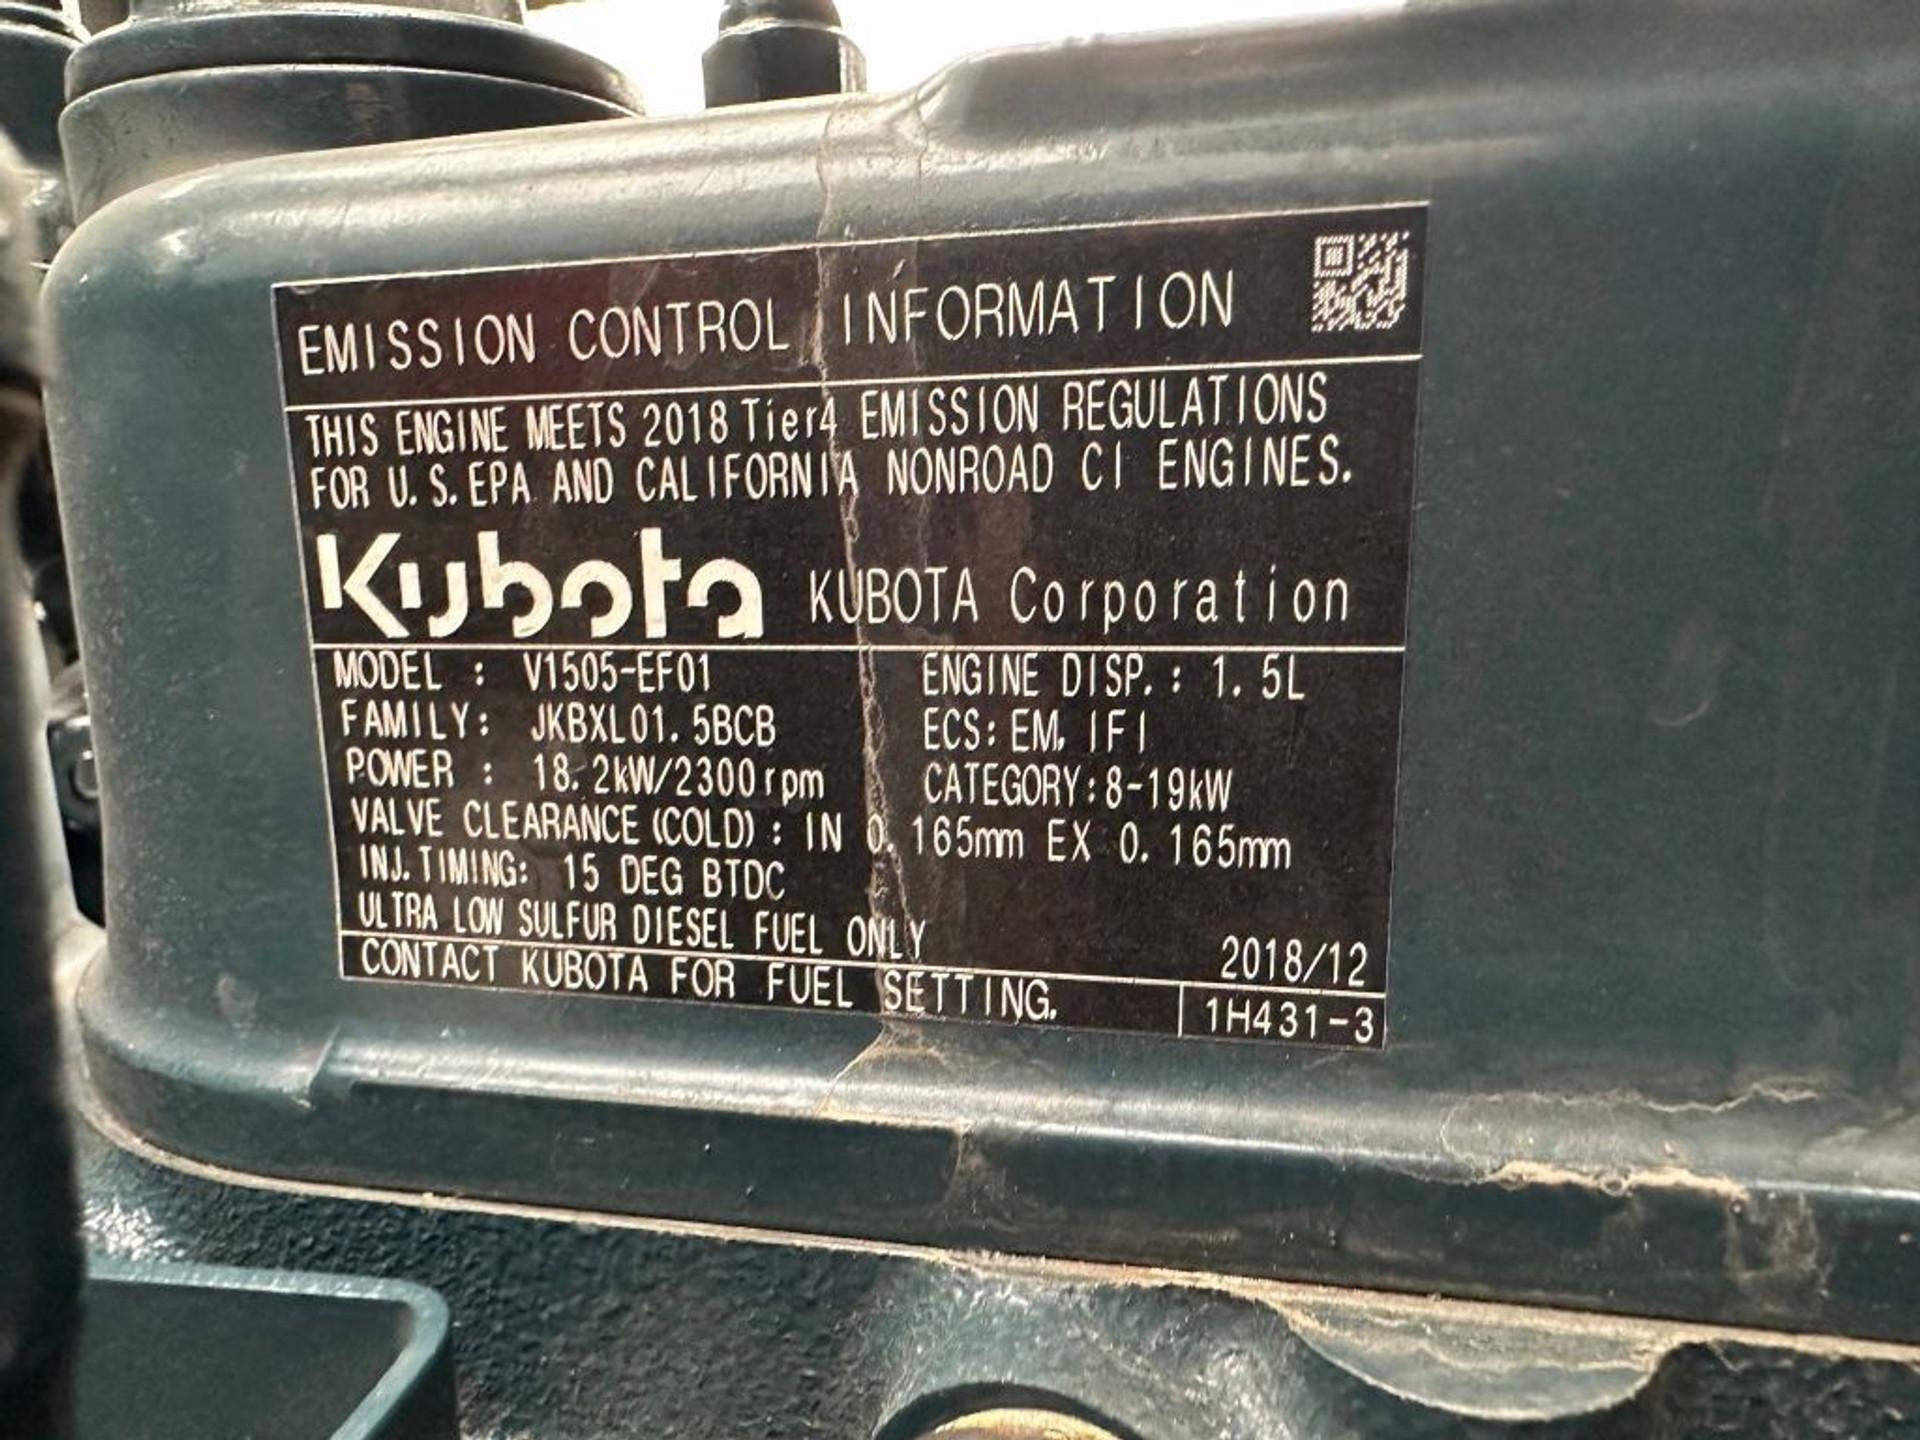 EMISSION CONTROL INFORMATION
THIS ENGINE MEETS 2018 Tier4 EMISSION REGULATIONS
FOR U.S.EPA AND CALIFORNIA NONROAD CI ENGINES.
Kubota KUBOTA Corporation
MODEL : V1505-EF01 ENGINE DISP. : 1.5L
FAMILY: JKBXL01.5BCB ECS: EM, IFI
POWER : 18.2kW/2300rpm CATEGORY:8-19kW
VALVE CLEARANCE (COLD) : IN 0.165mm EX 0.165mm
INJ.TIMING: 15 DEG BTDC
ULTRA LOW SULFUR DIESEL FUEL ONLY 2018/12
CONTACT KUBOTA FOR FUEL SETTING. 1H431-3